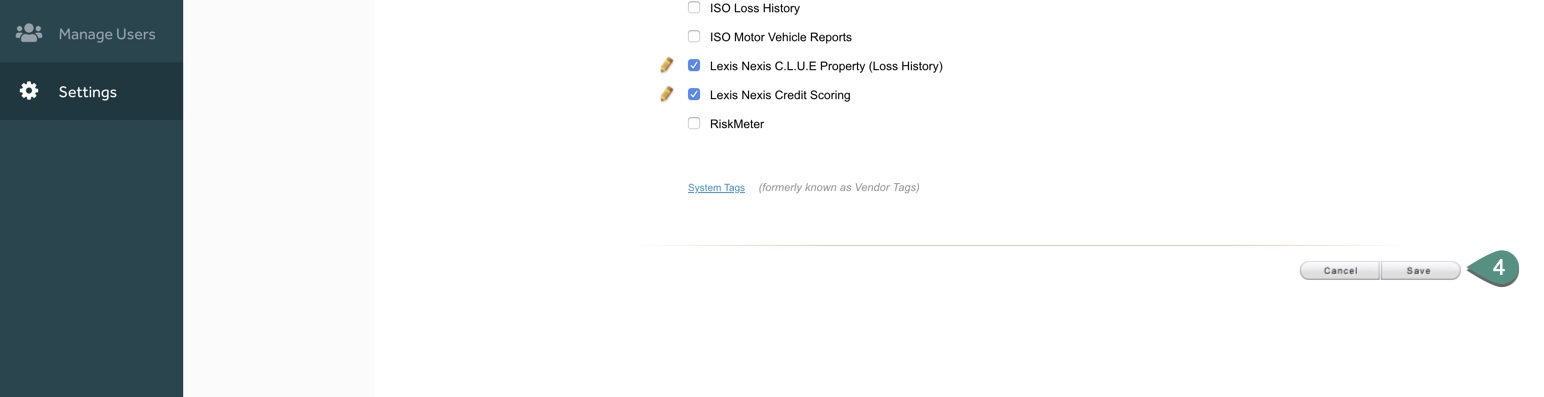 Manage Users
Settings
ISO Loss History
ISO Motor Vehicle Reports
Lexis Nexis C.L.U.E Property (Loss History)
Lexis Nexis Credit Scoring
RiskMeter
System Tags (formerly known as Vendor Tags)
Cancel Save 4